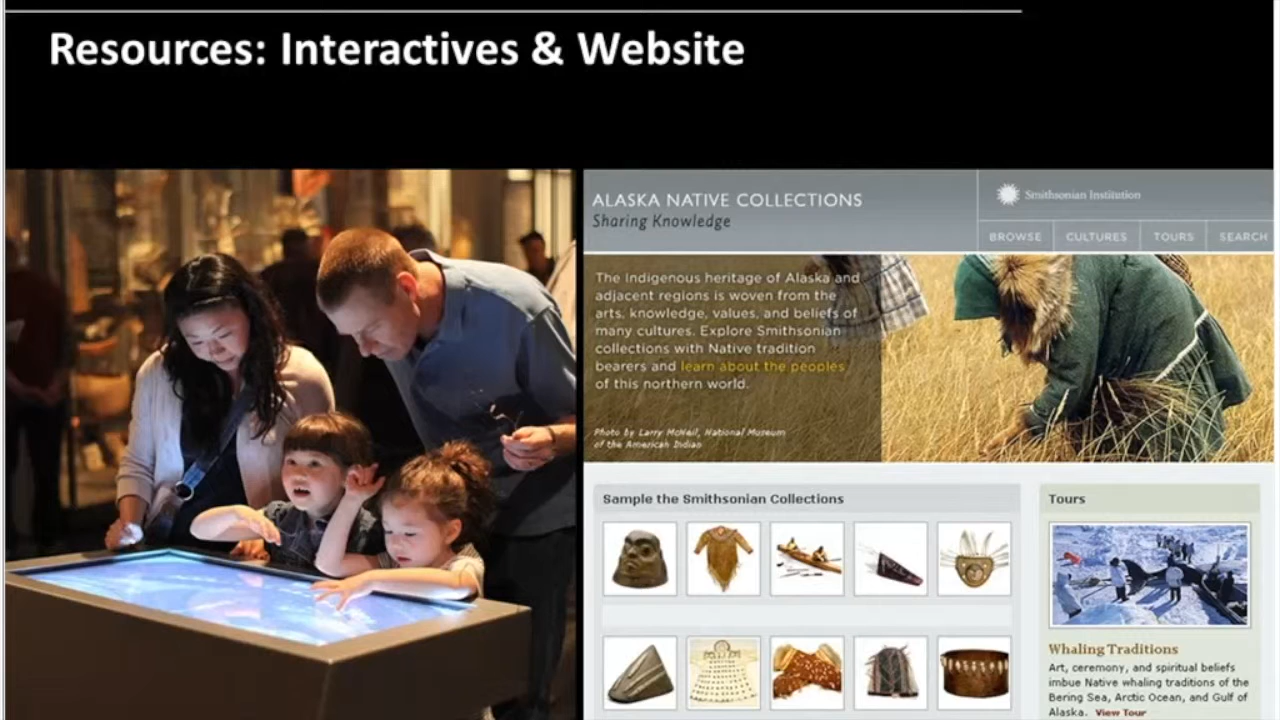 Resources: Interactives & Website
ALASKA NATIVE COLLECTIONS
Sharing Knowledge
Smithsonian Institution
BROWSE CULTURES TOURS SEARCH
The Indigenous heritage of Alaska and
adjacent regions is woven from the
arts, knowledge, values, and beliefs of
many cultures. Explore Smithsonian
collections with Native tradition
bearers and learn about the peoples
of this northern world.
Photo by Larry McNeil, National Museum
of the American Indian
Sample the Smithsonian Collections
Tours
Whaling Traditions
Art, ceremony, and spiritual beliefs
imbue Native whaling traditions of the
Bering Sea, Arctic Ocean, and Gulf of
Alaska. View Tour